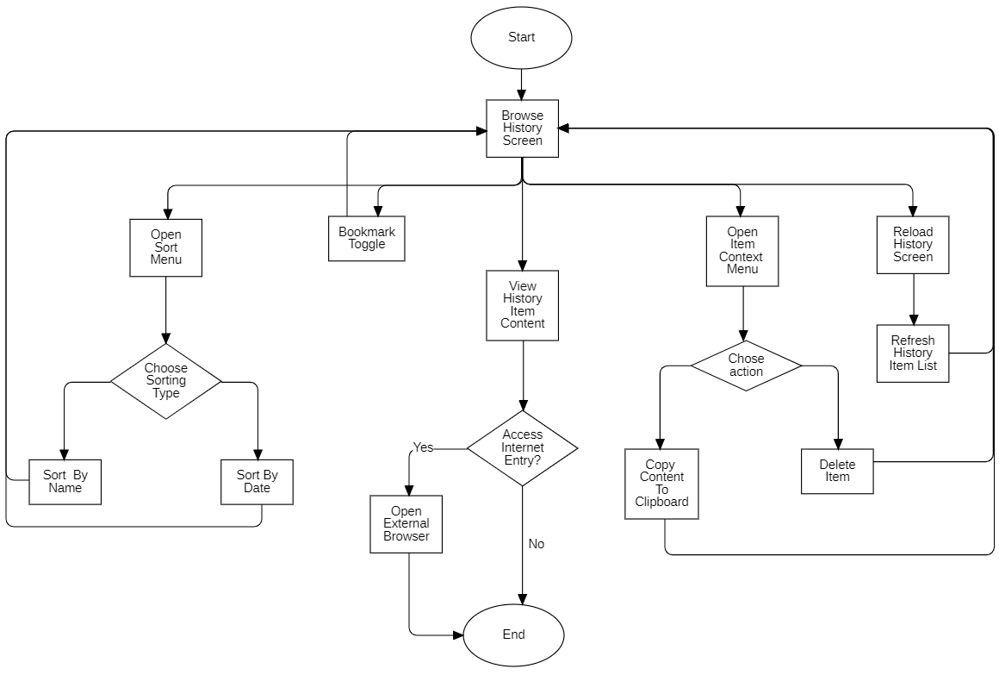 Start
Browse
History
Screen
Open
Sort
Menu
Bookmark
Toggle
View
History
Item
Content
Open
Item
Context
Menu
Reload
History
Screen
Refresh
History
Item List
Choose
Sorting
Type
Chose
action
Sort By
Name
Sort By
Date
Access
Internet
Entry?
Yes
No
Copy
Content
To
Clipboard
Delete
Item
Open
External
Browser
End